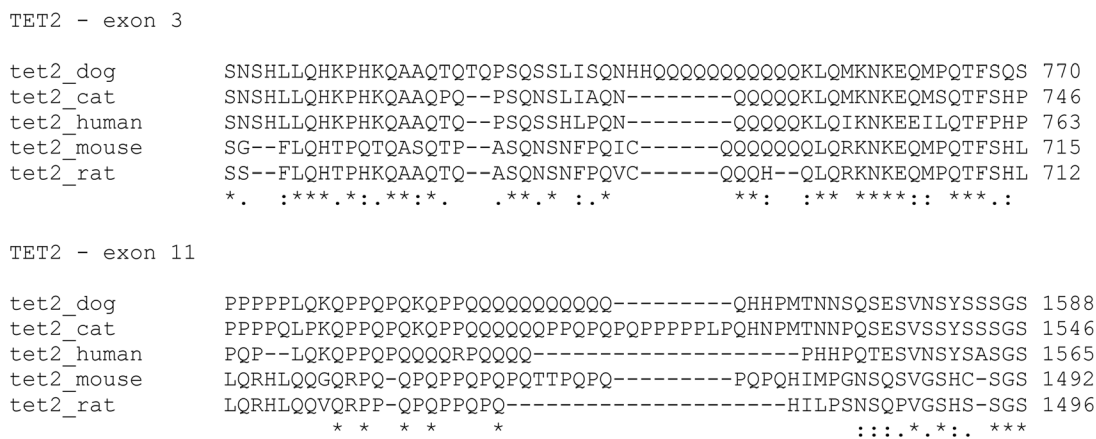 TET2 - exon 3
tet2_dog SNSHLLQHKPHKQAAQTQTQPSQSSLISQNHHQQQQQQQQQQQKLQMKNKEQMPQTFSQS 770
tet2_cat SNSHLLQHKPHKQAAQPQ--PSQNSLIAQN--------QQQQQKLQMKNKEQMSQTFSHP 746
tet2_human SNSHLLQHKPHKQAAQTQ--PSQSSHLPQN--------QQQQQKLQIKNKEEILQTFPHP 763
tet2_mouse SG--FLQHTPQTQASQTP--ASQNSNFPQIC------QQQQQQQLQRKNKEQMPQTFSHL 715
tet2_rat SS--FLQHTPHKQAAQTQ--ASQNSNFPQVC------QQQH--QLQRKNKEQMPQTFSHL 712
*.  :***.*:.**:*.   .**.* :.*         **:  :** ****::  ***.:
TET2 - exon 11
tet2_dog PPPPPLQKQPPQPQKQPPQQQQQQQQQQQ---------QHHPMTNNSQSESVNSYSSSGS 1588
tet2_cat PPPPQLPKQPPQPQKQPPQQQQQQPPQPQPQPPPPPLPQHNPMTNNPQSESVSSYSSSGS 1546
tet2_human PQP--LQKQPPQPQQQQRPQQQQ--------------------PHHPQTESVNSYSASGS 1565
tet2_mouse LQRHLQQGQRPQ-QPQPPQPQPQTTPQPQ---------PQPQHIMPGNSQSVGSHC-SGS 1492
tet2_rat LQRHLQQVQRPP-QPQPPQPQ---------------------HILPSNSQPVGSHS-SGS 1496
* *  * *    *                          :::.*.*:. ***